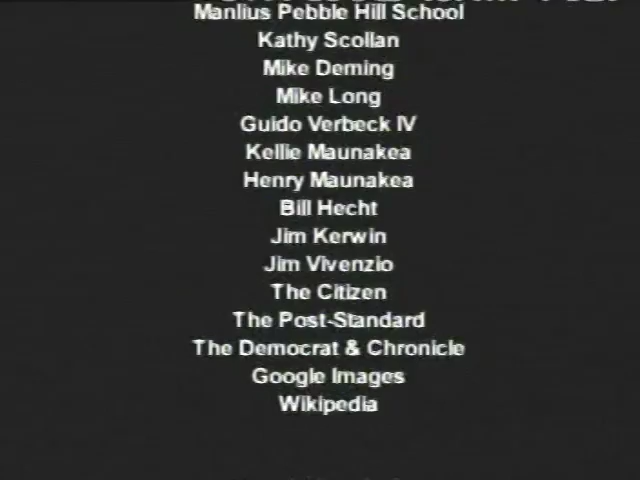 Manlius Pebble Hill School
Kathy Scollan
Mike Deming
Mike Long
Guido Verbeck IV
Kellie Maunakea
Henry Maunakea
Bill Hecht
Jim Kerwin
Jim Vivenzio
The Citizen
The Post-Standard
The Democrat & Chronicle
Google Images
Wikipedia